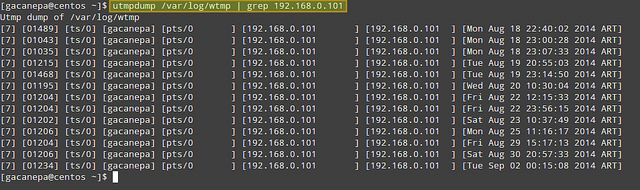 [gacanepa@centos ~]$ utmpdump /var/log/wtmp | grep 192.168.0.101
Utmp dump of /var/log/wtmp
[7] [01489] [ts/0] [gacanepa] [pts/0       ] [192.168.0.101       ] [192.168.0.101  ] [Mon Aug 18 22:40:02 2014 ART]
[7] [01043] [ts/0] [gacanepa] [pts/0       ] [192.168.0.101       ] [192.168.0.101  ] [Mon Aug 18 23:00:28 2014 ART]
[7] [01035] [ts/0] [gacanepa] [pts/0       ] [192.168.0.101       ] [192.168.0.101  ] [Mon Aug 18 23:07:33 2014 ART]
[7] [01215] [ts/0] [gacanepa] [pts/0       ] [192.168.0.101       ] [192.168.0.101  ] [Tue Aug 19 20:55:03 2014 ART]
[7] [01468] [ts/0] [gacanepa] [pts/0       ] [192.168.0.101       ] [192.168.0.101  ] [Tue Aug 19 23:14:50 2014 ART]
[7] [01195] [ts/0] [gacanepa] [pts/0       ] [192.168.0.101       ] [192.168.0.101  ] [Wed Aug 20 10:30:04 2014 ART]
[7] [01204] [ts/0] [gacanepa] [pts/0       ] [192.168.0.101       ] [192.168.0.101  ] [Fri Aug 22 12:15:33 2014 ART]
[7] [01204] [ts/0] [gacanepa] [pts/0       ] [192.168.0.101       ] [192.168.0.101  ] [Fri Aug 22 23:56:15 2014 ART]
[7] [01202] [ts/0] [gacanepa] [pts/0       ] [192.168.0.101       ] [192.168.0.101  ] [Sat Aug 23 10:37:49 2014 ART]
[7] [01206] [ts/0] [gacanepa] [pts/0       ] [192.168.0.101       ] [192.168.0.101  ] [Mon Aug 25 11:16:17 2014 ART]
[7] [01204] [ts/0] [gacanepa] [pts/0       ] [192.168.0.101       ] [192.168.0.101  ] [Fri Aug 29 15:17:13 2014 ART]
[7] [01206] [ts/0] [gacanepa] [pts/0       ] [192.168.0.101       ] [192.168.0.101  ] [Sat Aug 30 20:57:33 2014 ART]
[7] [01234] [ts/0] [gacanepa] [pts/0       ] [192.168.0.101       ] [192.168.0.101  ] [Tue Sep 02 00:15:08 2014 ART]
[gacanepa@centos ~]$